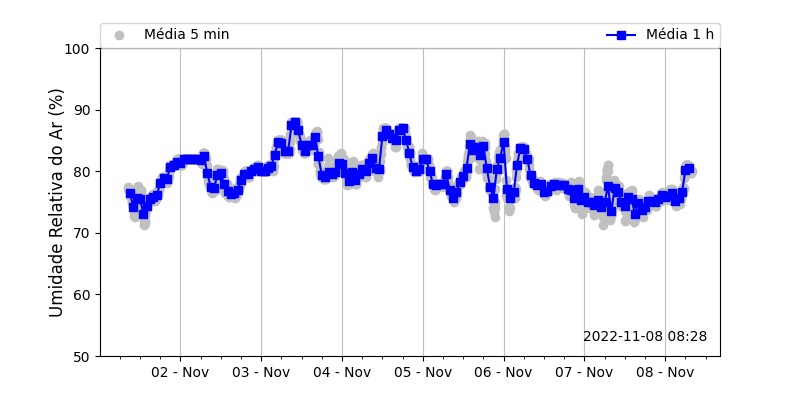 Média 5 min
Média 1 h
Umidade Relativa do Ar (%)
100
90
80
70
60
50
2022-11-08 08:28
02 - Nov
03 - Nov
04 - Nov
05 - Nov
06 - Nov
07 - Nov
08 - Nov